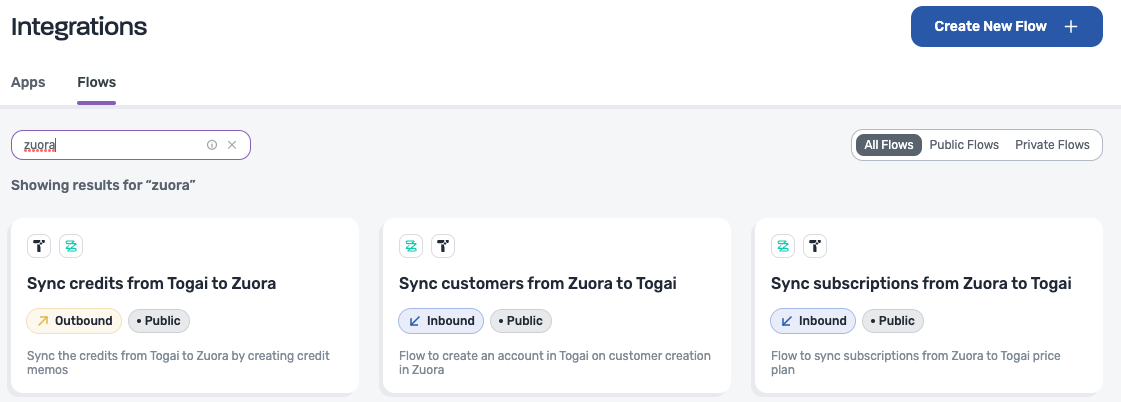 Integrations
Create New Flow
Apps
Flows
zuora
All Flows
Public Flows
Private Flows
Showing results for “zuora”
Sync credits from Togai to Zuora
Outbound
• Public
Sync the credits from Togai to Zuora by creating credit
memos
Sync customers from Zuora to Togai
Inbound
• Public
Flow to create an account in Togai on customer creation
in Zuora
Sync subscriptions from Zuora to Togai
Inbound
• Public
Flow to sync subscriptions from Zuora to Togai price
plan